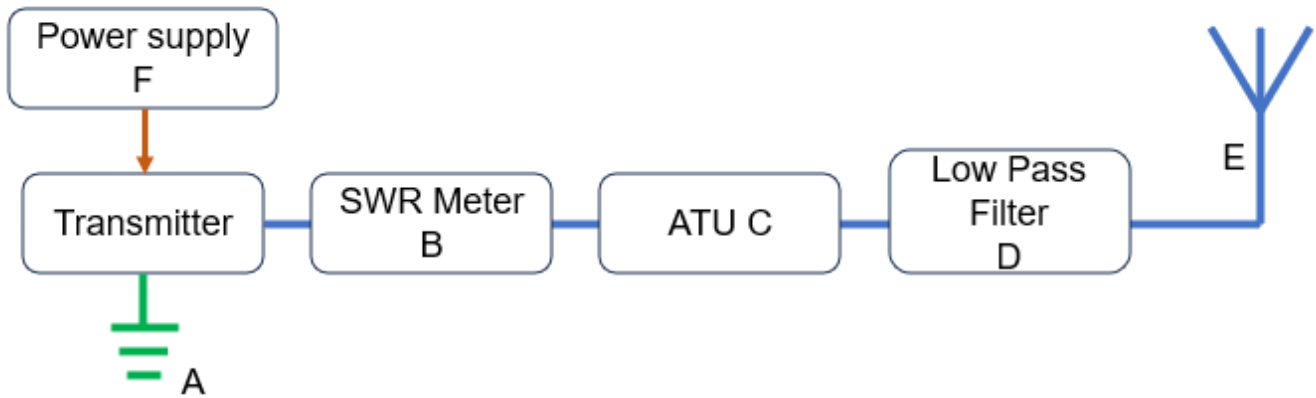 Power supply
F
Transmitter
SWR Meter
B
ATU C
Low Pass
Filter
D
E
A